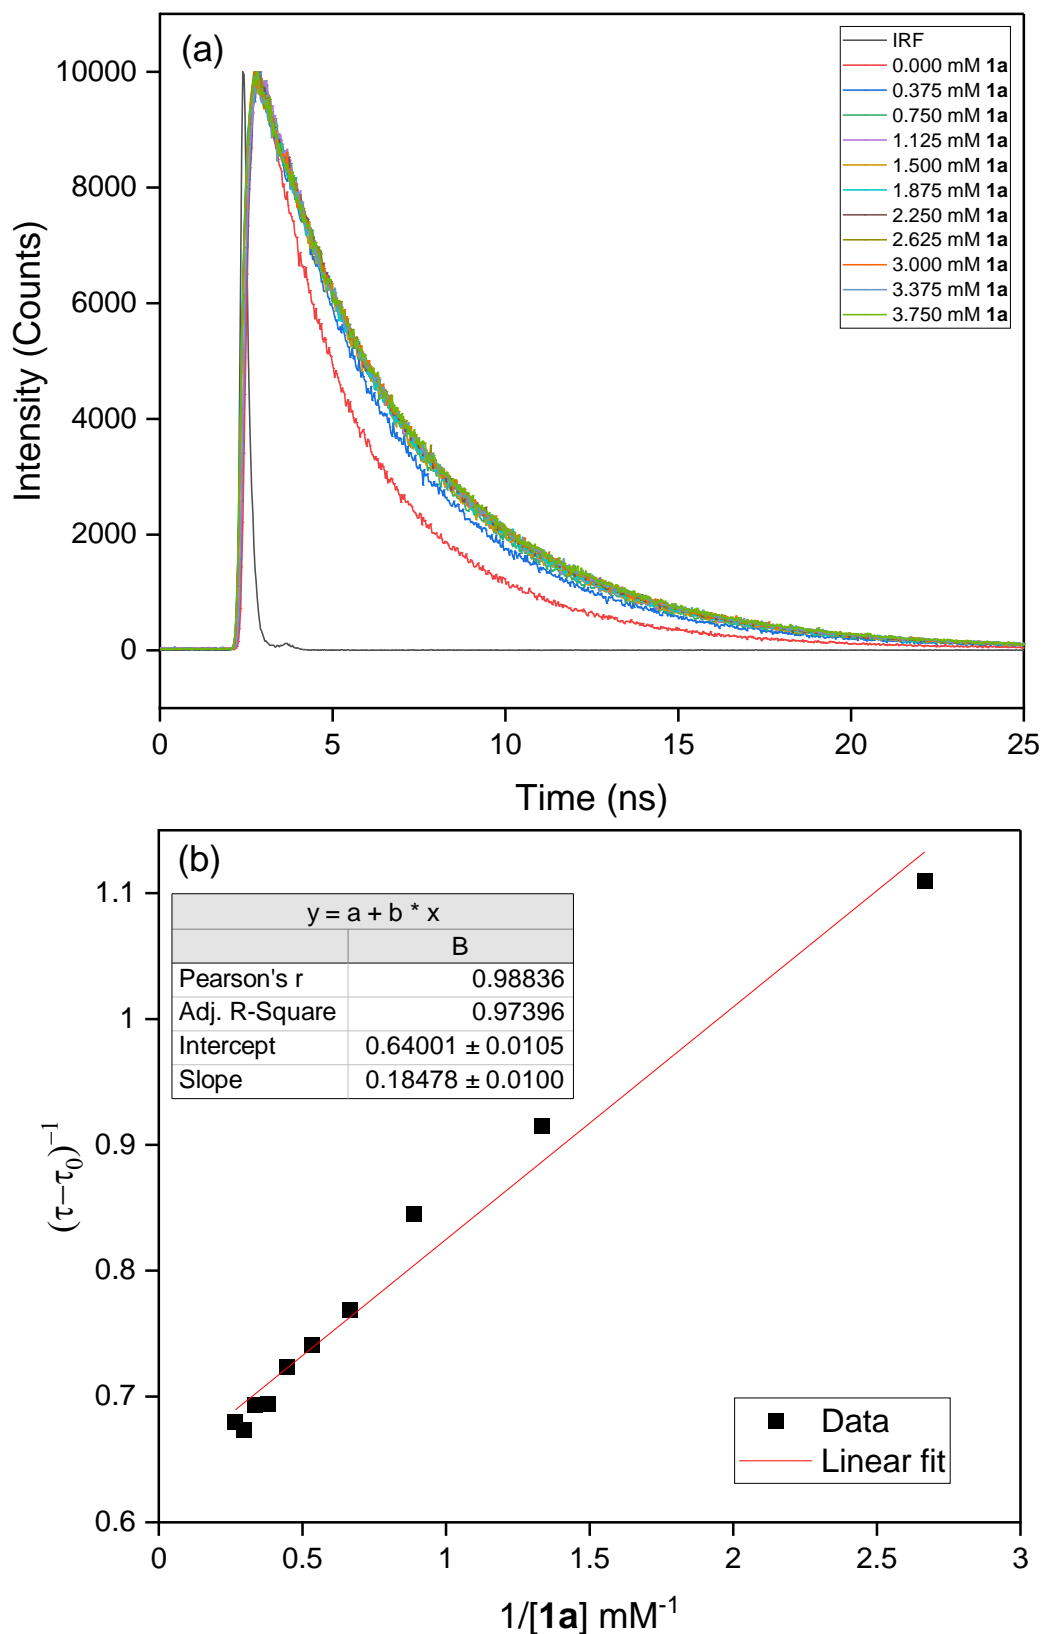 (a)
IRF
0.000 mM 1a
0.375 mM 1a
0.750 mM 1a
1.125 mM 1a
1.500 mM 1a
1.875 mM 1a
2.250 mM 1a
2.625 mM 1a
3.000 mM 1a
3.375 mM 1a
3.750 mM 1a
10000
8000
6000
4000
2000
0
Intensity (Counts)
0 5 10 15 20 25
Time (ns)
(b)
y = a + b * x
B
Pearson's r 0.98836
Adj. R-Square 0.97396
Intercept 0.64001 ± 0.0105
Slope 0.18478 ± 0.0100
1.1
1
0.9
0.8
0.7
0.6
(τ−τ₀)⁻¹
Data
Linear fit
0 0.5 1 1.5 2 2.5 3
1/[1a] mM⁻¹